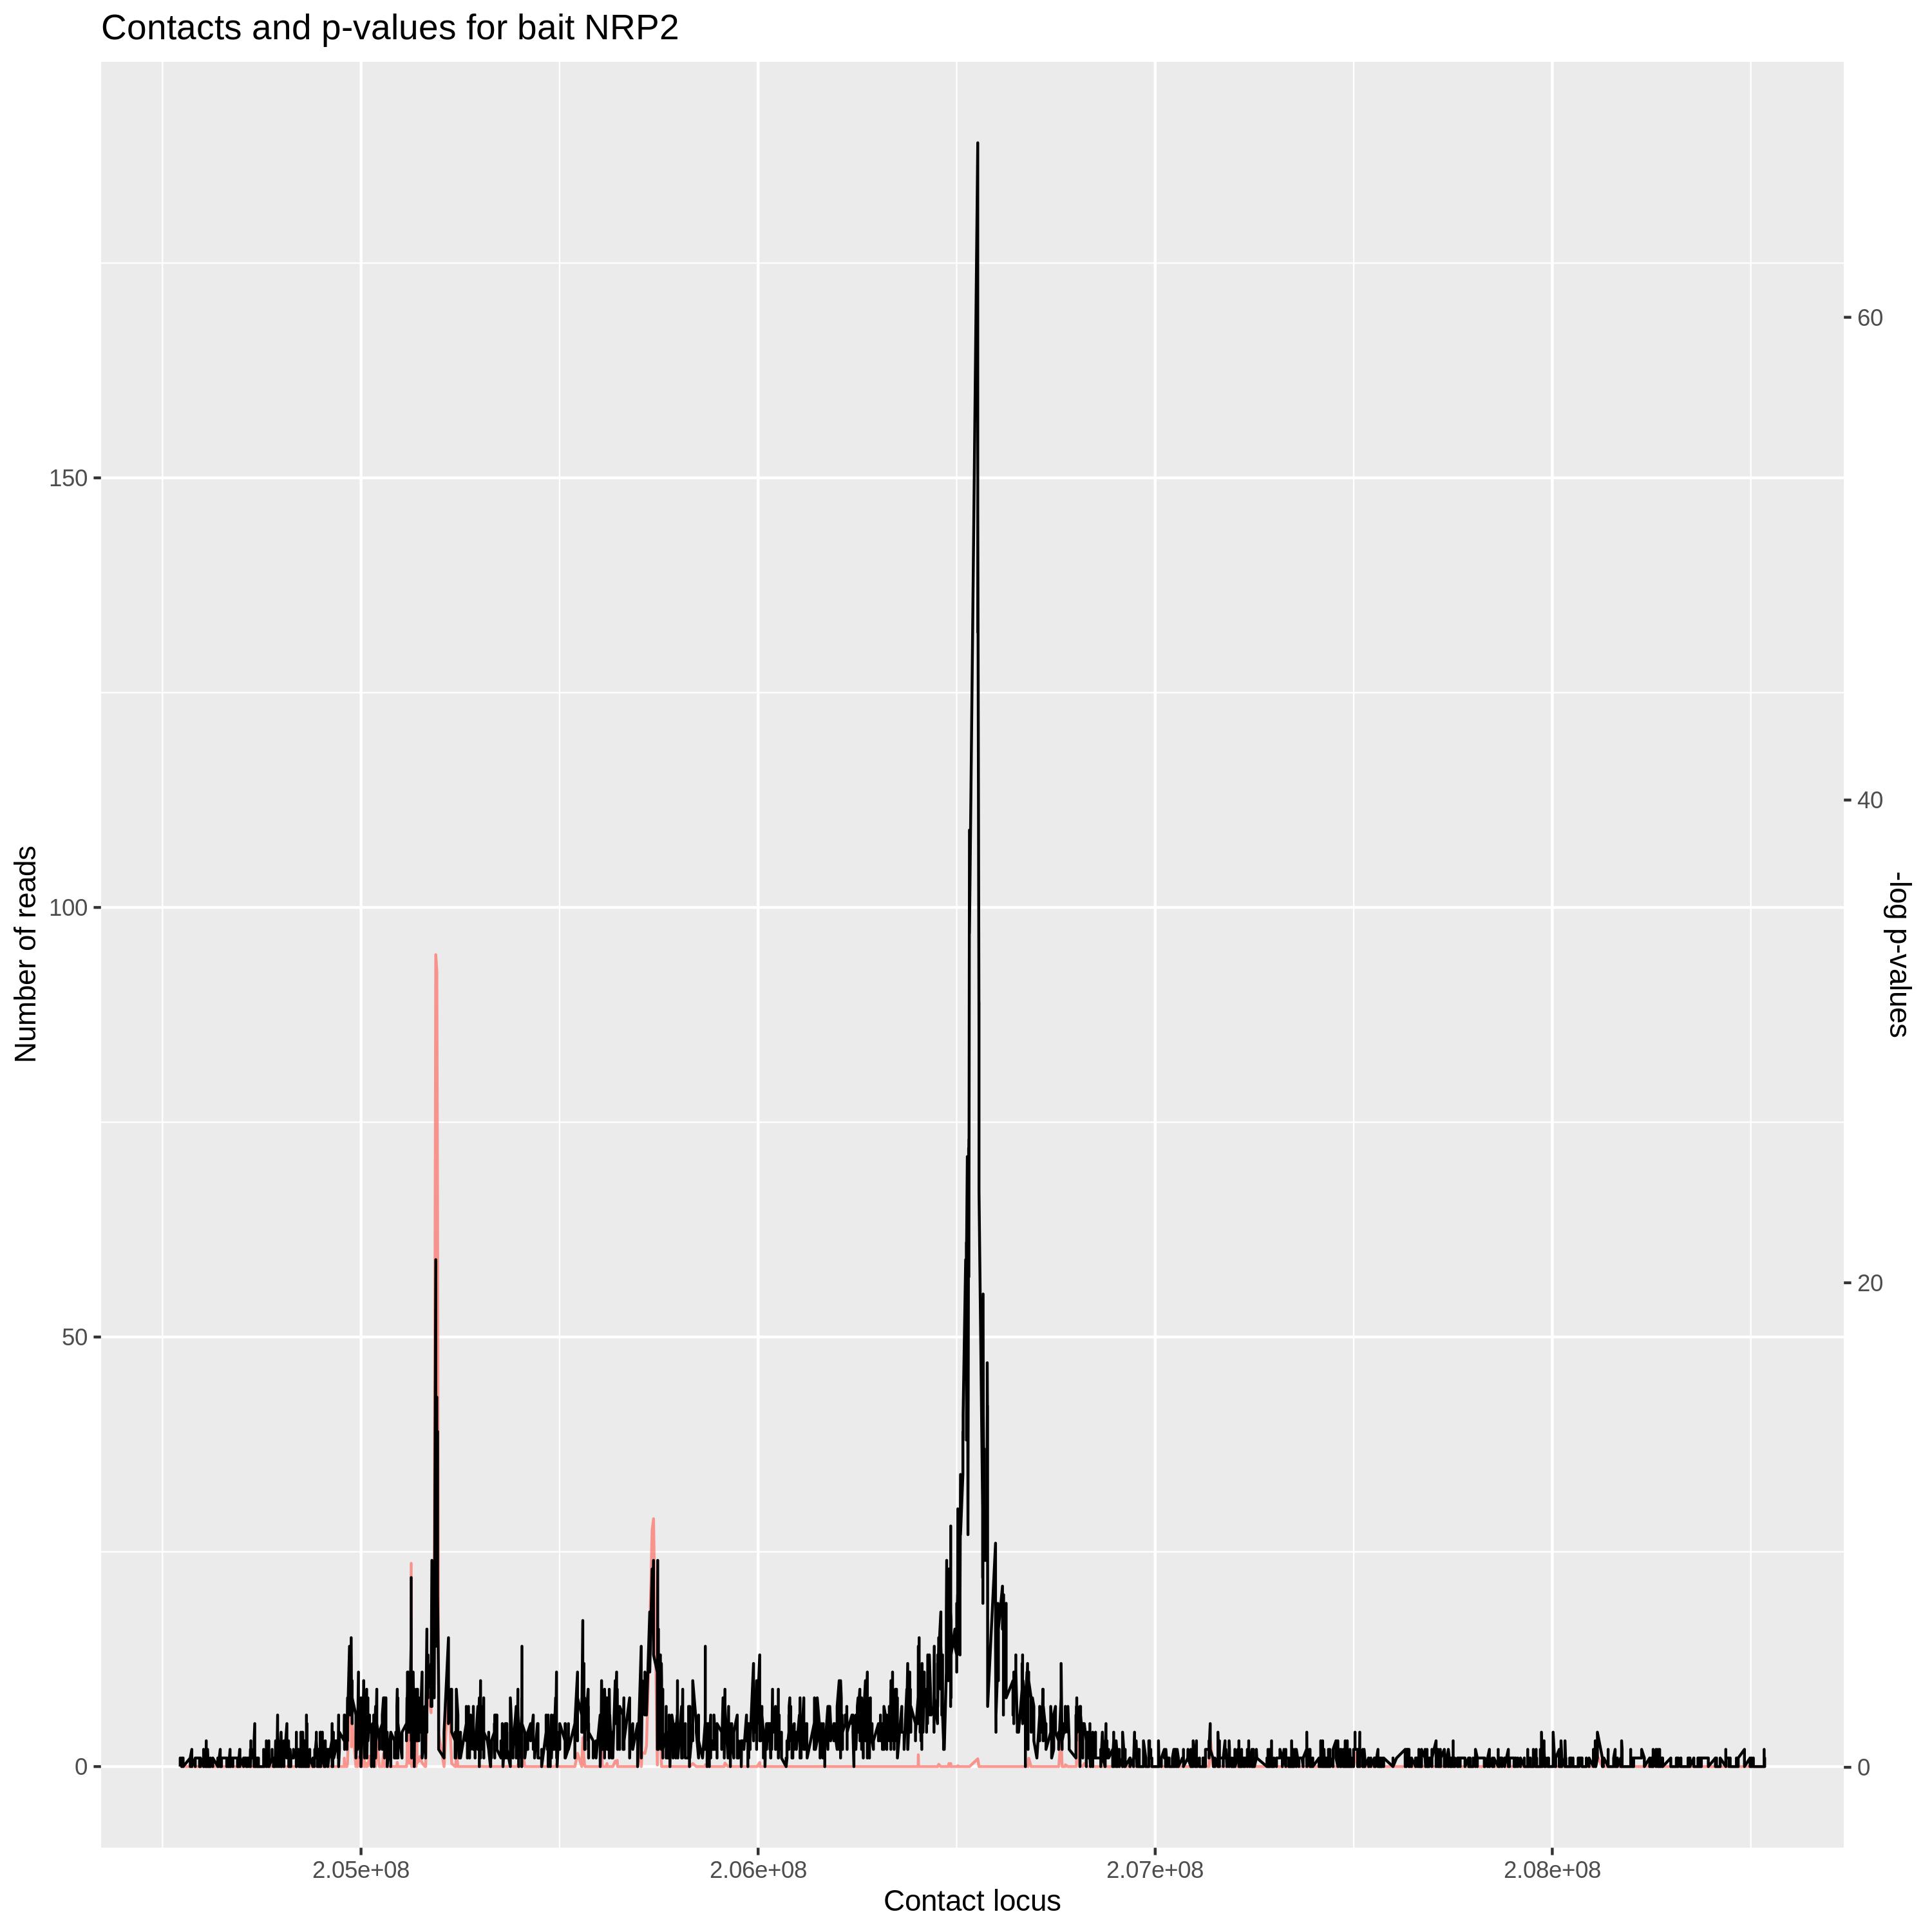 Contacts and p-values for bait NRP2
150
100
50
0
60
40
20
0
Number of reads
-log p-values
2.05e+08
2.06e+08
2.07e+08
2.08e+08
Contact locus